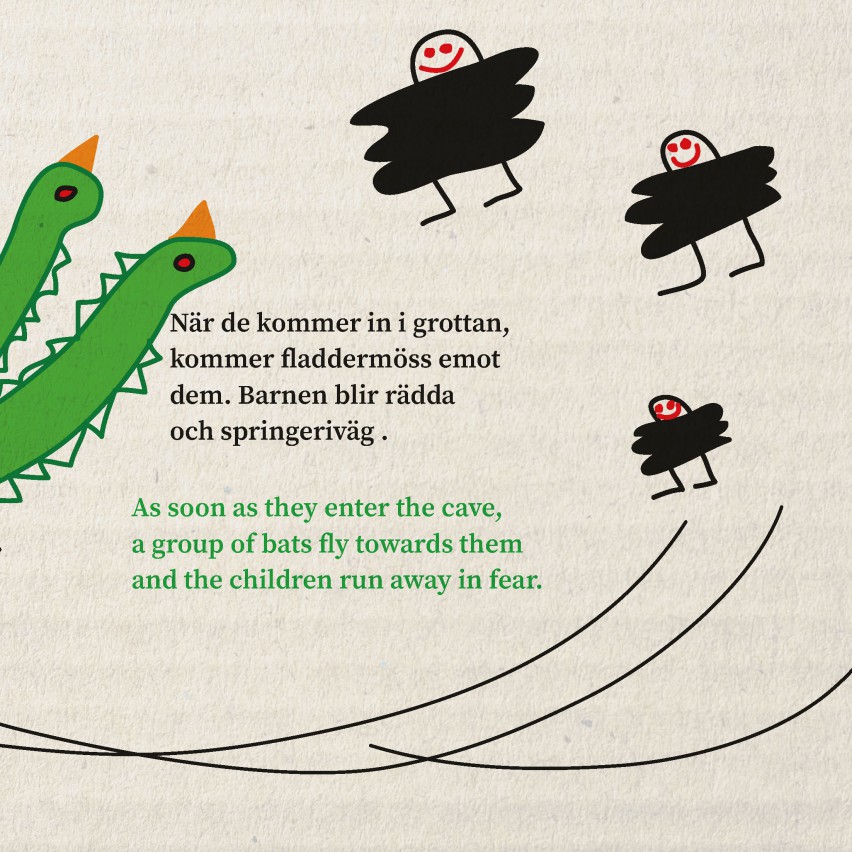 När de kommer in i grottan,
kommer fladdermöss emot
dem. Barnen blir rädda
och springeriväg .
As soon as they enter the cave,
a group of bats fly towards them
and the children run away in fear.